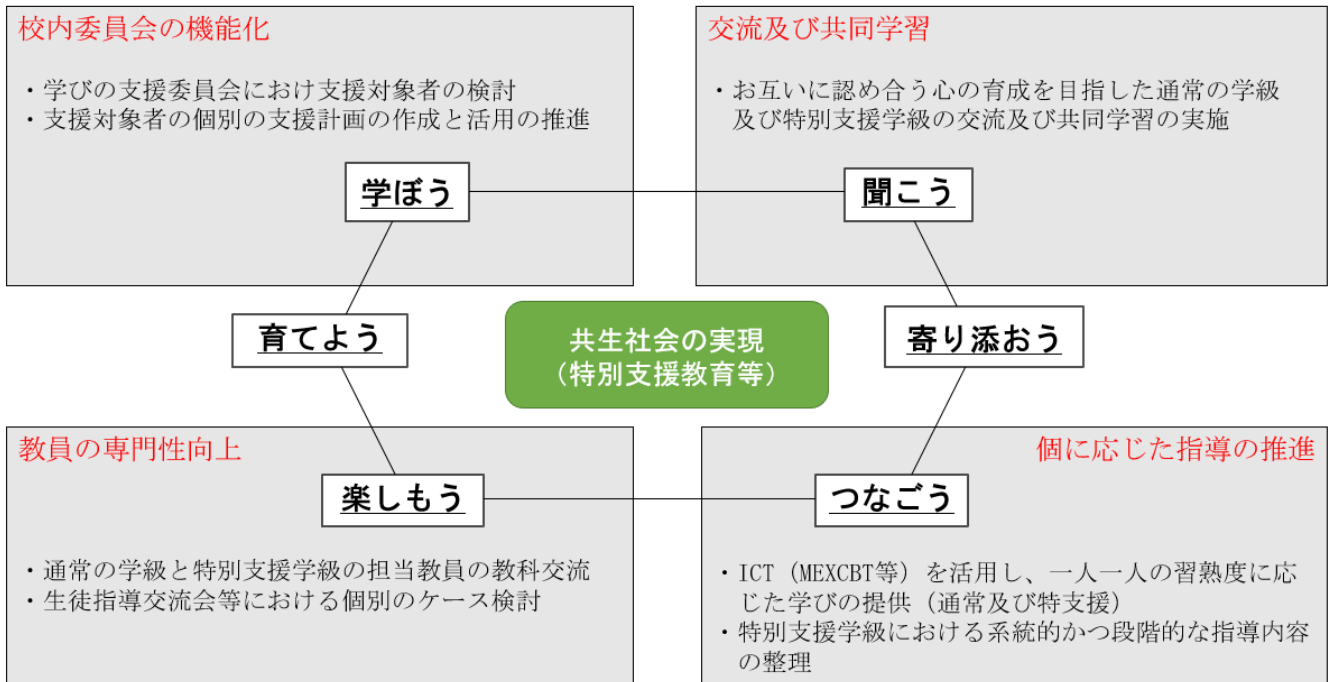 校内委員会の機能化
・学びの支援委員会におけ支援対象者の検討
・支援対象者の個別の支援計画の作成と活用の推進
学ぼう
交流及び共同学習
・お互いに認め合う心の育成を目指した通常の学級
及び特別支援学級の交流及び共同学習の実施
聞こう
育てよう
共生社会の実現
（特別支援教育等）
寄り添おう
教員の専門性向上
楽しもう
・通常の学級と特別支援学級の担当教員の教科交流
・生徒指導交流会等における個別のケース検討
個に応じた指導の推進
つなごう
・ICT（MEXCBT等）を活用し、一人一人の習熟度に応
じた学びの提供（通常及び特支援）
・特別支援学級における系統的かつ段階的な指導内容
の整理